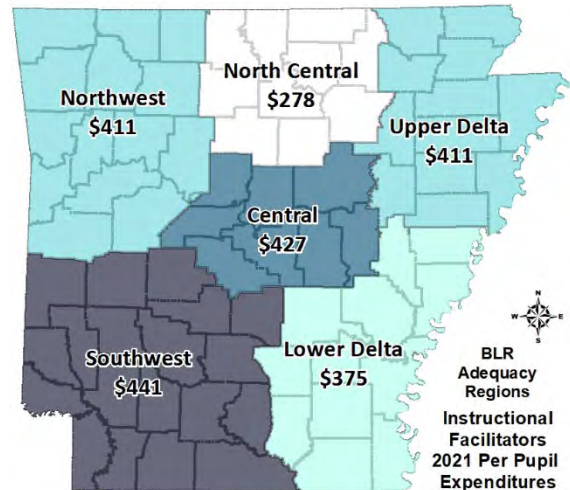 North Central
$278
Northwest
$411
Upper Delta
$411
Central
$427
Southwest
$441
Lower Delta
$375
N
W
E
S
BLR
Adequacy
Regions
Instructional
Facilitators
2021 Per Pupil
Expenditures